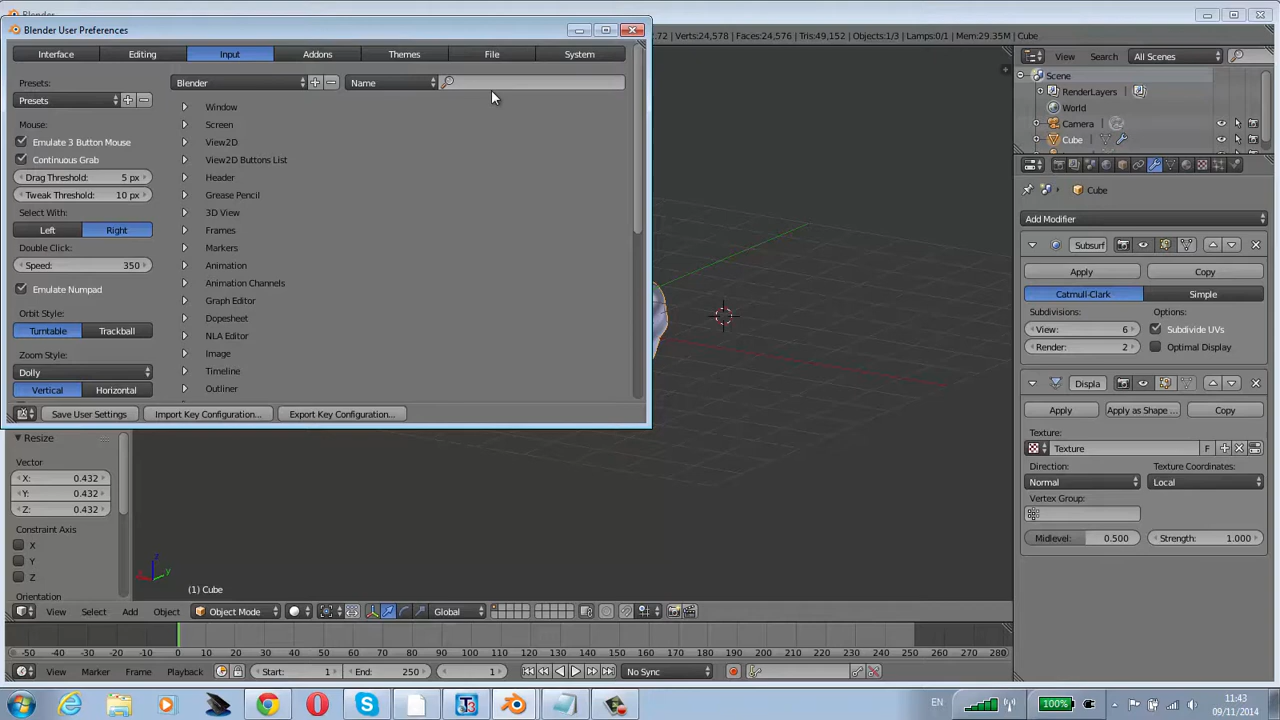 Blender User Preferences
Interface Editing Input Addons Themes File System
Presets:
Presets
Mouse:
Emulate 3 Button Mouse
Continuous Grab
Drag Threshold: 5 px
Tweak Threshold: 10 px
Select With:
Left Right
Double Click:
Speed: 350
Emulate Numpad
Orbit Style:
Turntable Trackball
Zoom Style:
Dolly
Vertical Horizontal
Blender Name
Window
Screen
View2D
View2D Buttons List
Header
Grease Pencil
3D View
Frames
Markers
Animation
Animation Channels
Graph Editor
Dopesheet
NLA Editor
Image
Timeline
Outliner
Save User Settings Import Key Configuration... Export Key Configuration...
Verts:24,578 | Faces:24,576 | Tris:49,152 | Objects:1/3 | Lamps:0/1 | Mem:29.35M | Cube
View Search All Scenes
Scene
RenderLayers
World
Camera
Cube
Cube
Add Modifier
Subsurf
Apply Copy
Catmull-Clark Simple
Subdivisions: Options:
View: 6 Subdivide UVs
Render: 2 Optimal Display
Displa
Apply Apply as Shape ... Copy
Texture:
Texture F
Direction: Texture Coordinates:
Normal Local
Vertex Group:
Midlevel: 0.500 Strength: 1.000
Resize
Vector
X: 0.432
Y: 0.432
Z: 0.432
Constraint Axis
X
Y
Z
Orientation
z
x y
(1) Cube
View Select Add Object Object Mode Global
-50 -40 -30 -20 -10 0 10 20 30 40 50 60 70 80 90 100 110 120 130 140 150 160 170 180 190 200 210 220 230 240 250 260 270 280
View Marker Frame Playback Start: 1 End: 250 1 No Sync
EN 100% 11:43
09/11/2014